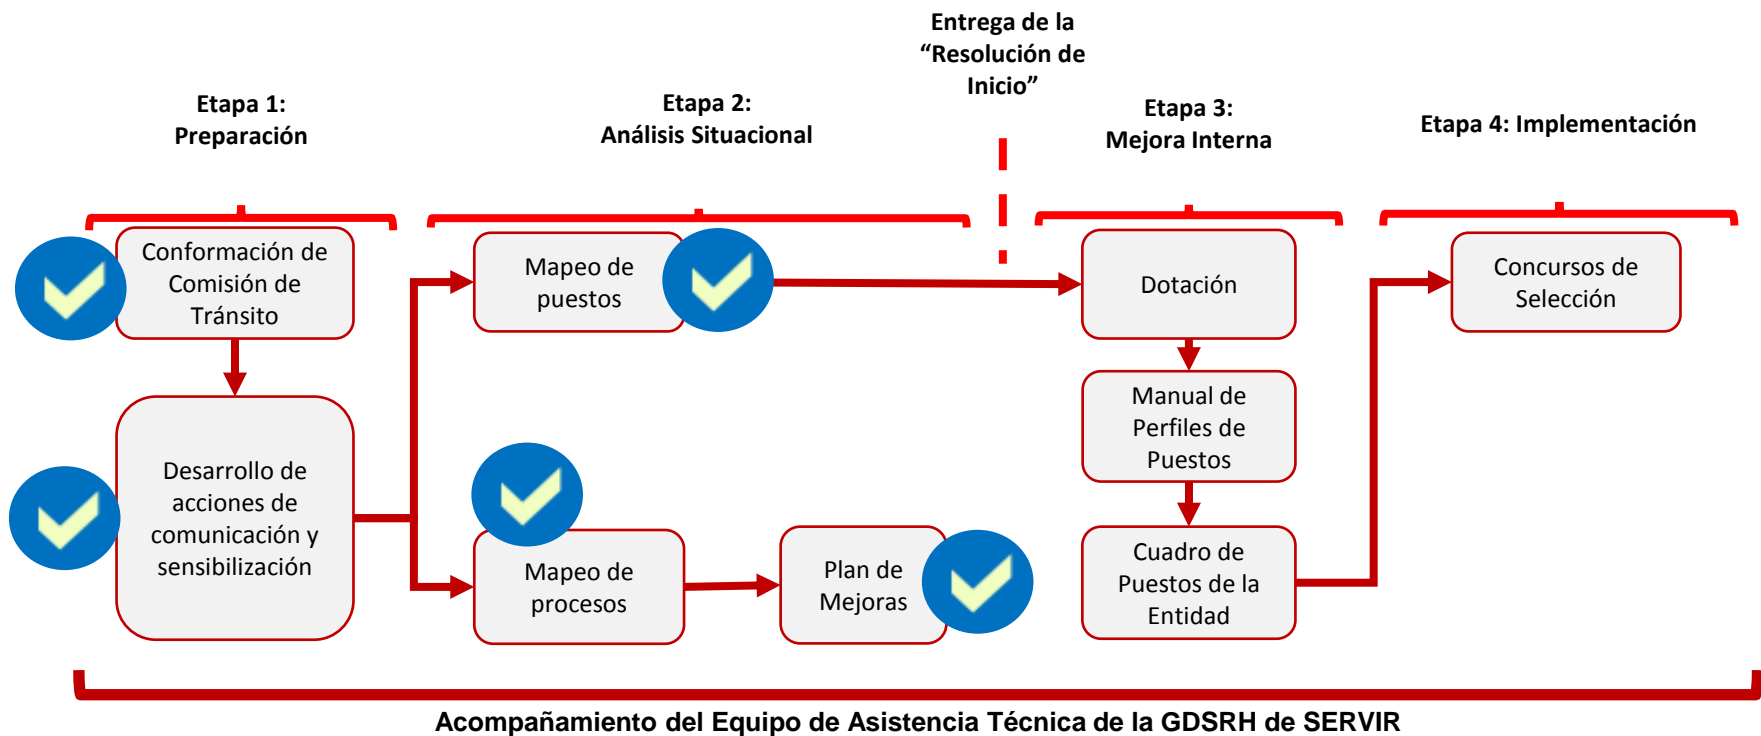 Entrega de la
“Resolución de
Inicio”
Etapa 1:
Preparación
Etapa 2:
Análisis Situacional
Etapa 3:
Mejora Interna
Etapa 4: Implementación
Conformación de
Comisión de
Tránsito
Mapeo de
puestos
Dotación
Concursos de
Selección
Desarrollo de
acciones de
comunicación y
sensibilización
Manual de
Perfiles de
Puestos
Mapeo de
procesos
Plan de
Mejoras
Cuadro de
Puestos de la
Entidad
Acompañamiento del Equipo de Asistencia Técnica de la GDSRH de SERVIR